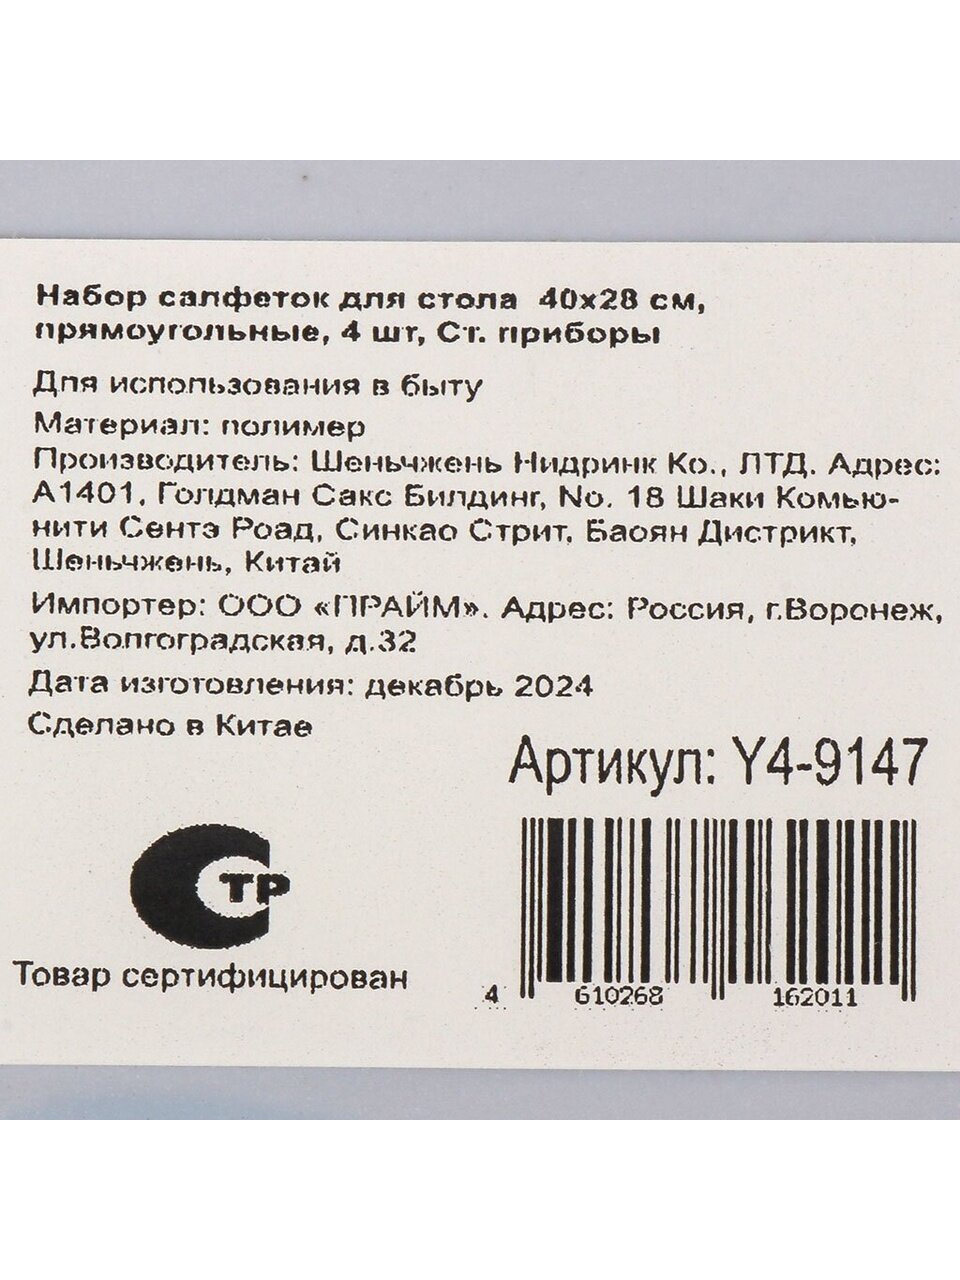 Набор салфеток для стола 40х28 см,
прямоугольные, 4 шт, Ст. приборы
Для использования в быту
Материал: полимер
Производитель: Шеньчжень Нидринк Ко., ЛТД. Адрес:
А1401, Голдман Сакс Билдинг, No. 18 Шаки Комью-
нити Сентэ Роад, Синкао Стрит, Баоян Дистрикт,
Шеньчжень, Китай
Импортер: ООО «ПРАЙМ». Адрес: Россия, г.Воронеж,
ул.Волгоградская, д.32
Дата изготовления: декабрь 2024
Сделано в Китае
Артикул: Y4-9147
ТР
Товар сертифицирован
4 610268 162011